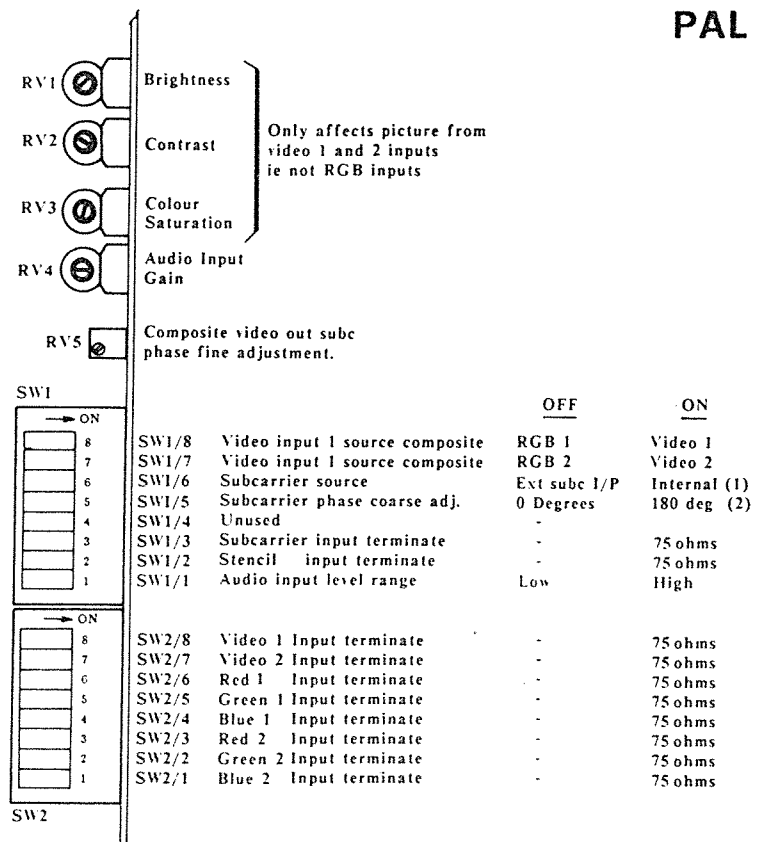 PAL
RV1 Brightness
RV2 Contrast
RV3 Colour
Saturation
Only affects picture from
video 1 and 2 inputs
ie not RGB inputs
RV4 Audio Input
Gain
RV5 Composite video out subc
phase fine adjustment.
SW1
OFF ON
→ ON
8 SW1/8 Video input 1 source composite RGB 1 Video 1
7 SW1/7 Video input 1 source composite RGB 2 Video 2
6 SW1/6 Subcarrier source Ext subc I/P Internal (1)
5 SW1/5 Subcarrier phase coarse adj. 0 Degrees 180 deg (2)
4 SW1/4 Unused -
3 SW1/3 Subcarrier input terminate - 75 ohms
2 SW1/2 Stencil input terminate - 75 ohms
1 SW1/1 Audio input level range Low High
→ ON
8 SW2/8 Video 1 Input terminate - 75 ohms
7 SW2/7 Video 2 Input terminate - 75 ohms
6 SW2/6 Red 1 Input terminate - 75 ohms
5 SW2/5 Green 1 Input terminate - 75 ohms
4 SW2/4 Blue 1 Input terminate - 75 ohms
3 SW2/3 Red 2 Input terminate - 75 ohms
2 SW2/2 Green 2 Input terminate - 75 ohms
1 SW2/1 Blue 2 Input terminate - 75 ohms
SW2